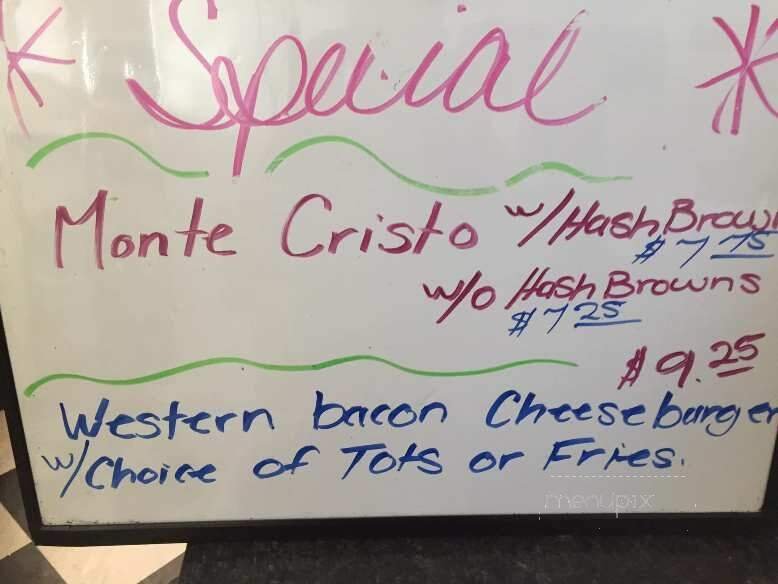 * Special *
Monte Cristo w/Hash Brown
$7 75
w/o Hash Browns
$7 25
$9.25
Western bacon Cheeseburger
w/Choice of Tots or Fries.
menupix